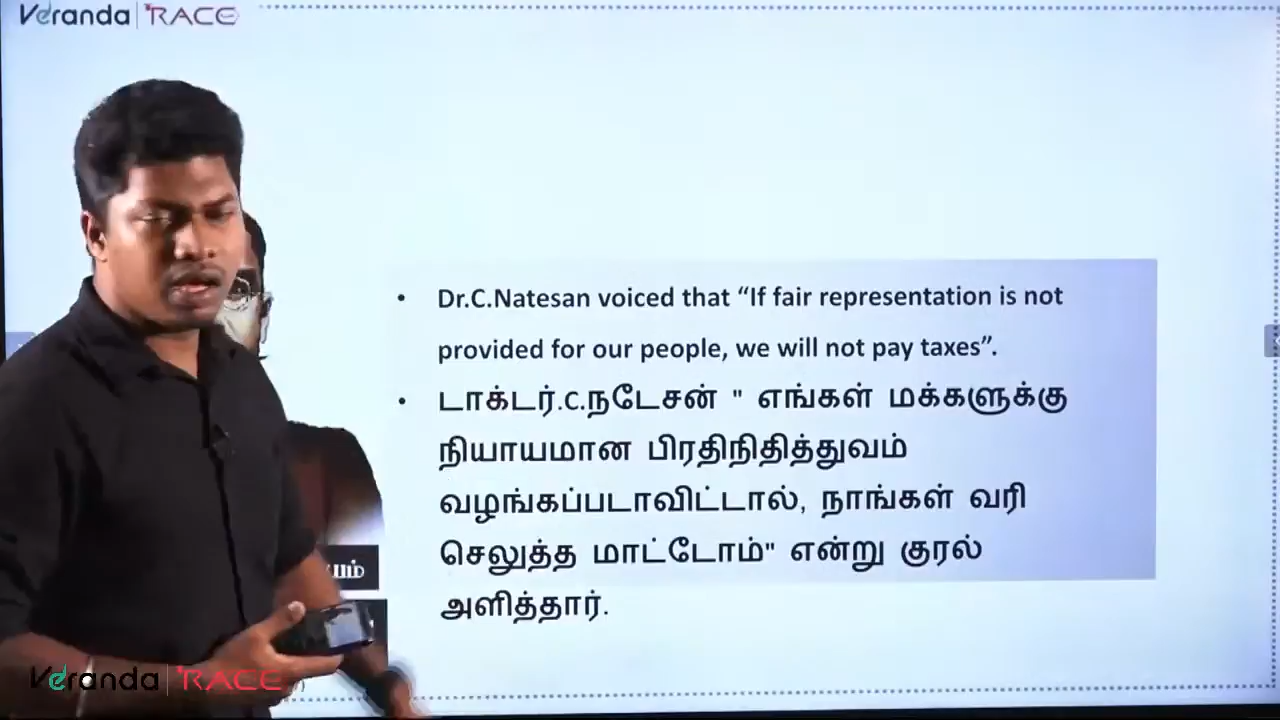 Veranda RACE
• Dr.C.Natesan voiced that “If fair representation is not
provided for our people, we will not pay taxes”.
• டாக்டர்.C.நடேசன் " எங்கள் மக்களுக்கு
நியாயமான பிரதிநிதித்துவம்
வழங்கப்படாவிட்டால், நாங்கள் வரி
செலுத்த மாட்டோம்" என்று குரல்
அளித்தார்.
Veranda RACE